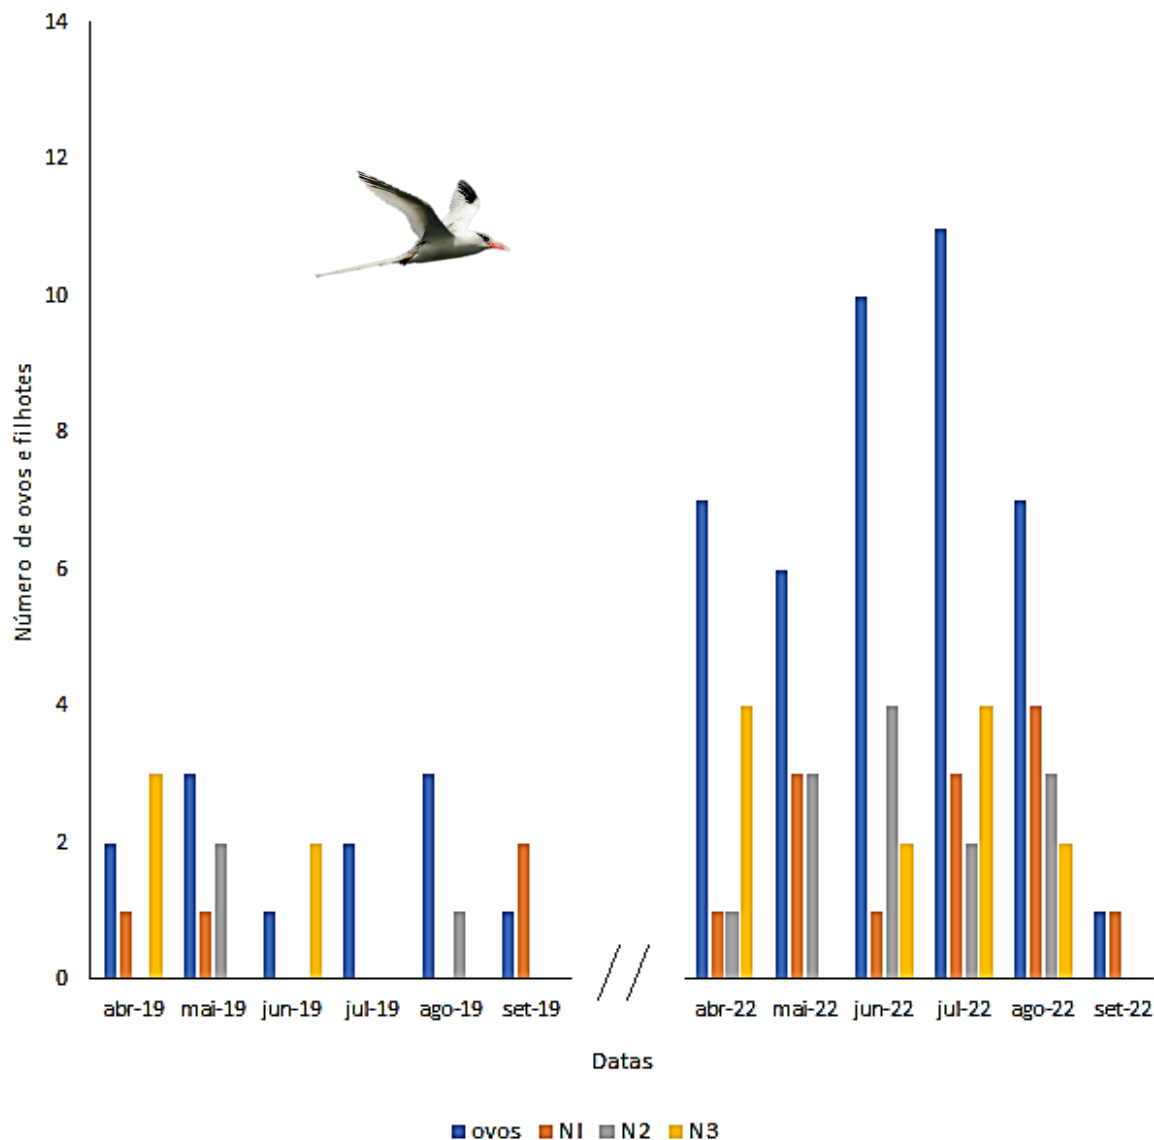 14
12
10
8
6
4
2
0
Número de ovos e filhotes
abr-19 mai-19 jun-19 jul-19 ago-19 set-19 abr-22 mai-22 jun-22 jul-22 ago-22 set-22
Datas
ovos N1 N2 N3